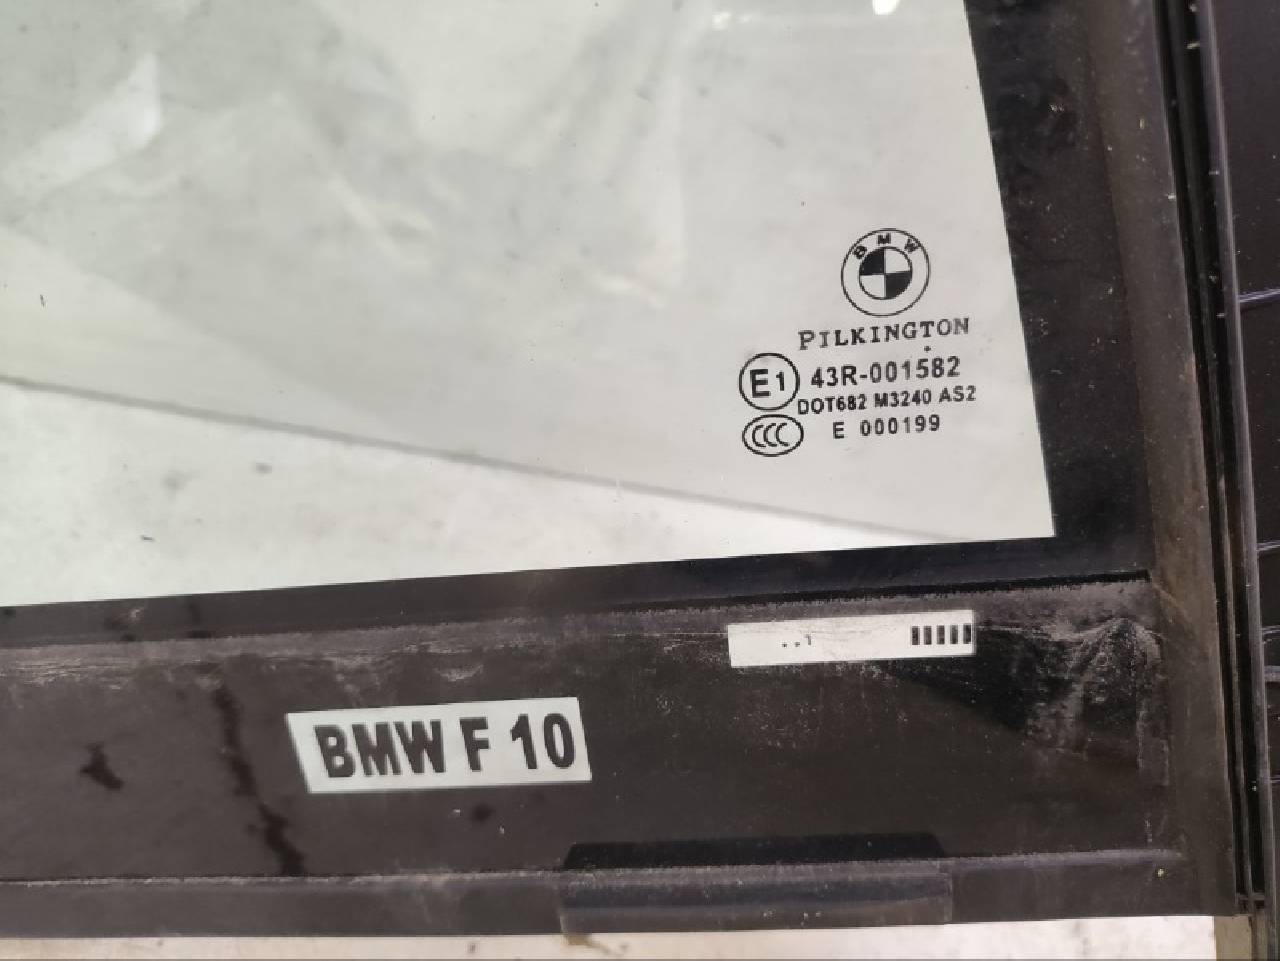 BMW
PILKINGTON
E1 43R-001582
DOT682 M3240 AS2
CCC E 000199
BMW F 10